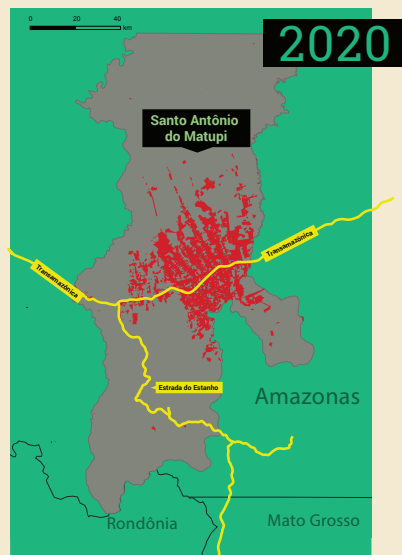 0 20 40
km
2020
Santo Antônio
do Matupi
Transamazônica
Transamazônica
Estrada do Estanho
Amazonas
Rondônia
Mato Grosso